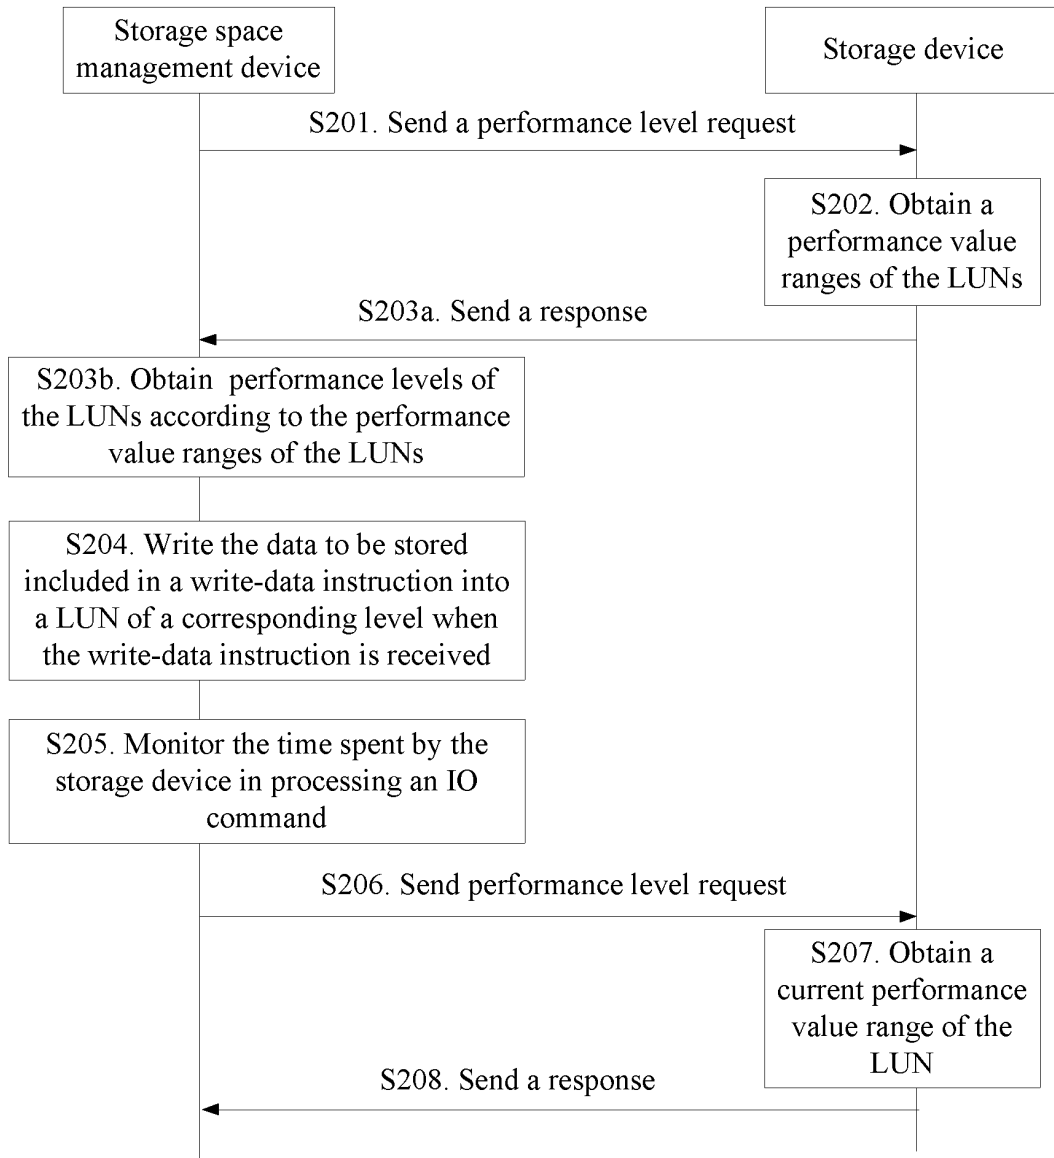 Storage space
management device
Storage device
S201. Send a performance level request
S202. Obtain a
performance value
ranges of the LUNs
S203a. Send a response
S203b. Obtain  performance levels of
the LUNs according to the performance
value ranges of the LUNs
S204. Write the data to be stored
included in a write-data instruction into
a LUN of a corresponding level when
the write-data instruction is received
S205. Monitor the time spent by the
storage device in processing an IO
command
S206. Send performance level request
S207. Obtain a
current performance
value range of the
LUN
S208. Send a response